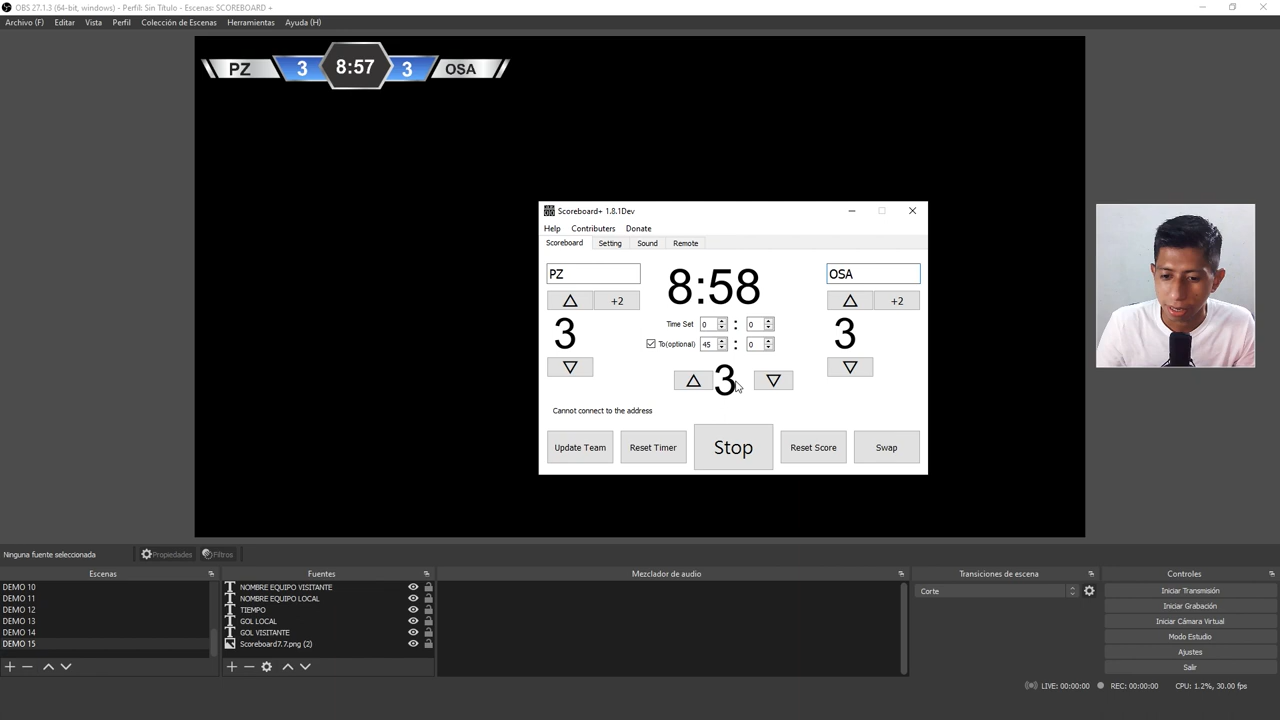 OBS 27.1.3 (64-bit, windows) - Perfil: Sin Título - Escenas: SCOREBOARD +
Archivo (F) Editar Vista Perfil Colección de Escenas Herramientas Ayuda (H)
PZ 3 8:57 3 OSA
Scoreboard+ 1.8.1Dev
Help Contributers Donate
Scoreboard Setting Sound Remote
PZ 8:58 OSA
+2 +2
Time Set 0 : 0
3 3
To(optional) 45 : 0
3
Cannot connect to the address
Update Team Reset Timer Stop Reset Score Swap
Ninguna fuente seleccionada Propiedades Filtros
Escenas Fuentes Mezclador de audio Transiciones de escena Controles
DEMO 10
DEMO 11
DEMO 12
DEMO 13
DEMO 14
DEMO 15
NOMBRE EQUIPO VISITANTE
NOMBRE EQUIPO LOCAL
TIEMPO
GOL LOCAL
GOL VISITANTE
Scoreboard7.7.png (2)
Corte
Iniciar Transmisión
Iniciar Grabación
Iniciar Cámara Virtual
Modo Estudio
Ajustes
Salir
LIVE: 00:00:00 REC: 00:00:00 CPU: 1.2%, 30.00 fps